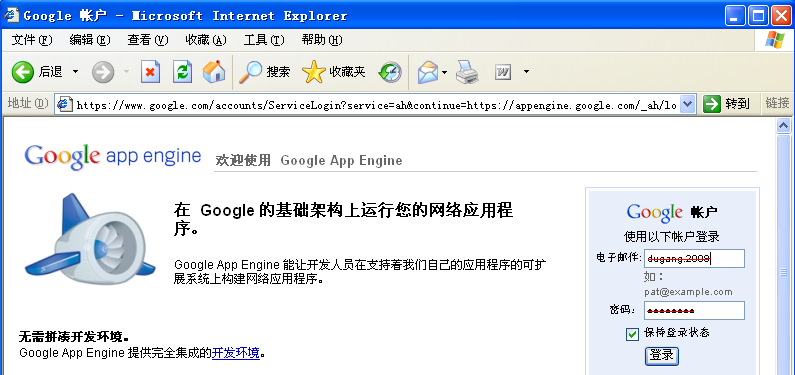 Google 帐户 - Microsoft Internet Explorer
文件(F) 编辑(E) 查看(V) 收藏(A) 工具(T) 帮助(H)
后退 搜索 收藏夹
地址(D) https://www.google.com/accounts/ServiceLogin?service=ah&continue=https://appengine.google.com/_ah/lo 转到 链接
Google app engine 欢迎使用 Google App Engine
在 Google 的基础架构上运行您的网络应用程
序。
Google App Engine 能让开发人员在支持着我们自己的应用程序的可扩
展系统上构建网络应用程序。
无需拼凑开发环境。
Google App Engine 提供完全集成的开发环境。
Google 帐户
使用以下帐户登录
电子邮件: dugang.2009
如：
pat@example.com
密码: ●●●●●●●●
保持登录状态
登录